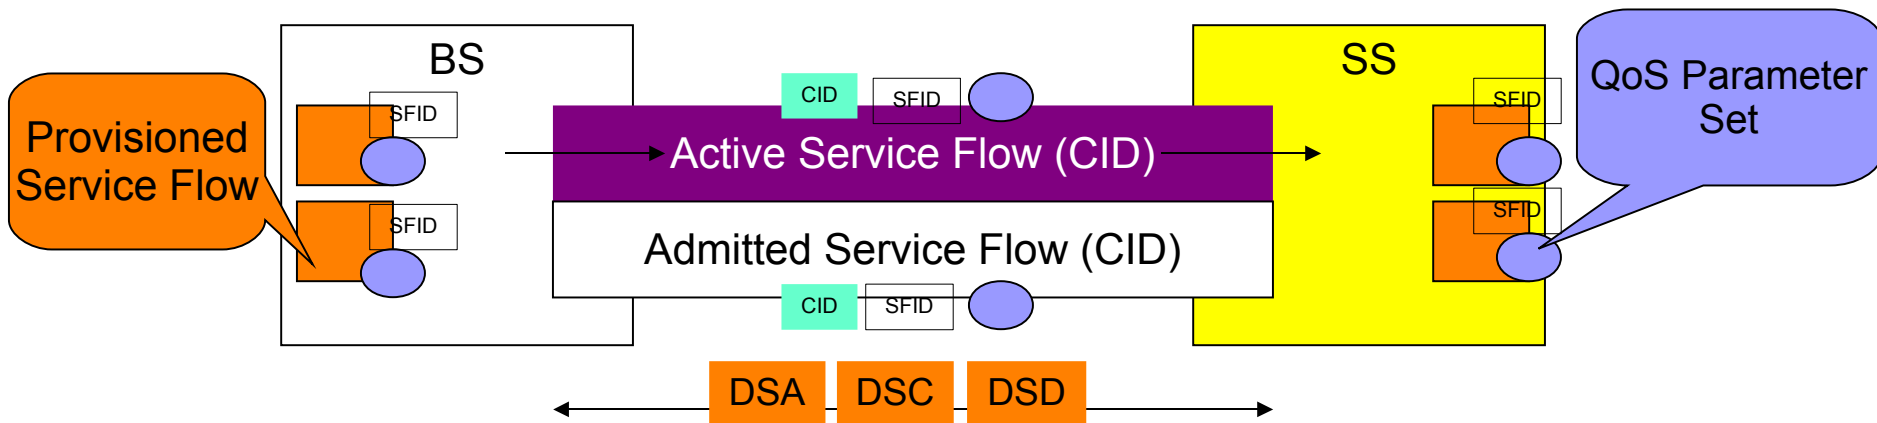 BS
SS
QoS Parameter
Set
Provisioned
Service Flow
SFID
SFID
CID
SFID
Active Service Flow (CID)
Admitted Service Flow (CID)
CID
SFID
SFID
SFID
DSA
DSC
DSD